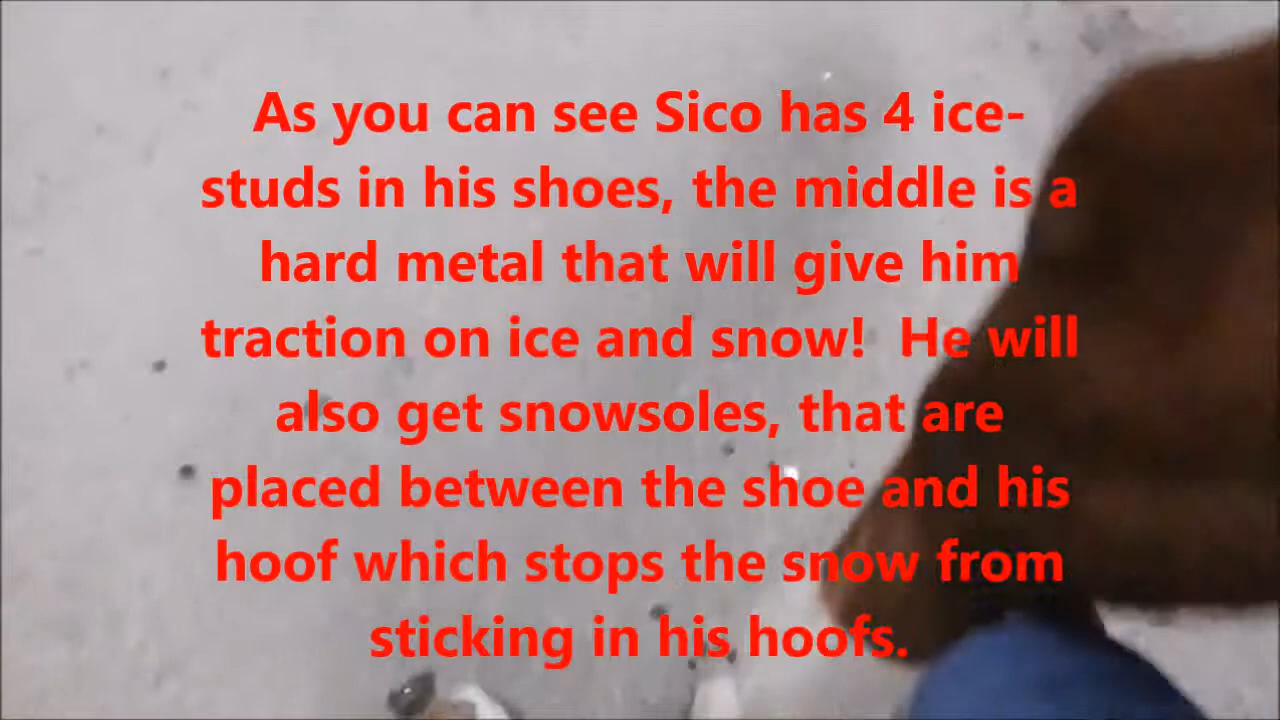 As you can see Sico has 4 ice-
studs in his shoes, the middle is a
hard metal that will give him
traction on ice and snow!  He will
also get snowsoles, that are
placed between the shoe and his
hoof which stops the snow from
sticking in his hoofs.